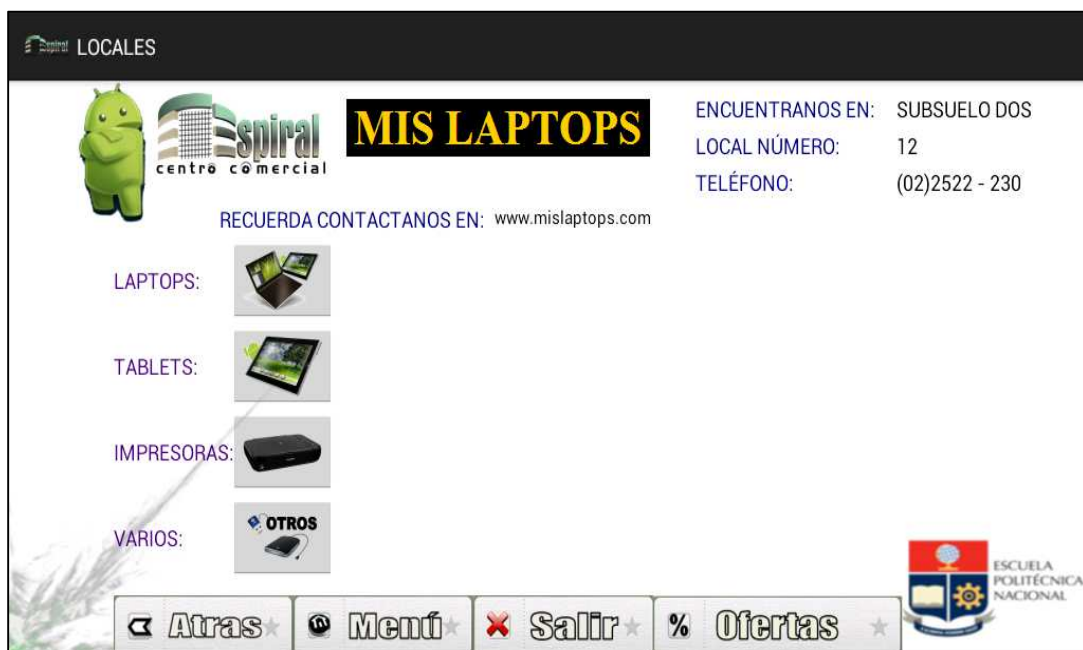 Espiral LOCALES
Espiral
centro comercial
MIS LAPTOPS
ENCUENTRANOS EN: SUBSUELO DOS
LOCAL NÚMERO: 12
TELÉFONO: (02)2522 - 230
RECUERDA CONTACTANOS EN: www.mislaptops.com
LAPTOPS:
TABLETS:
IMPRESORAS:
VARIOS:
OTROS
ESCUELA
POLITÉCNICA
NACIONAL
Atras
Menú
Salir
% Ofertas